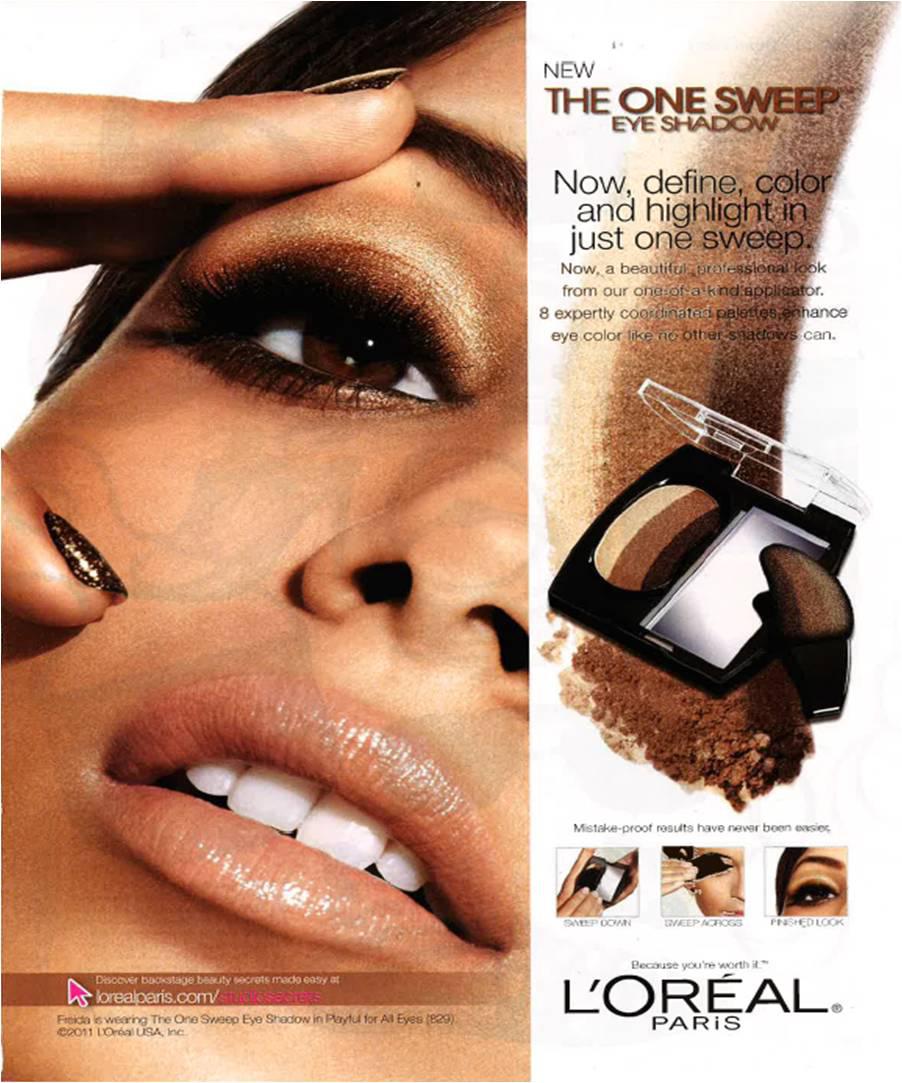 NEW
THE ONE SWEEP
EYE SHADOW
Now, define, color
and highlight in
just one sweep.
Now, a beautiful, professional look
from our one-of-a-kind applicator.
8 expertly coordinated palettes enhance
eye color like no other shadows can.
Mistake-proof results have never been easier.
SWEEP DOWN
SWEEP ACROSS
FINISHED LOOK
Because you're worth it.™
L'ORÉAL®
PARIS
Discover backstage beauty secrets made easy at
lorealparis.com/studiosecrets
Freida is wearing The One Sweep Eye Shadow in Playful for All Eyes (829)
©2011 L'Oréal USA, Inc.